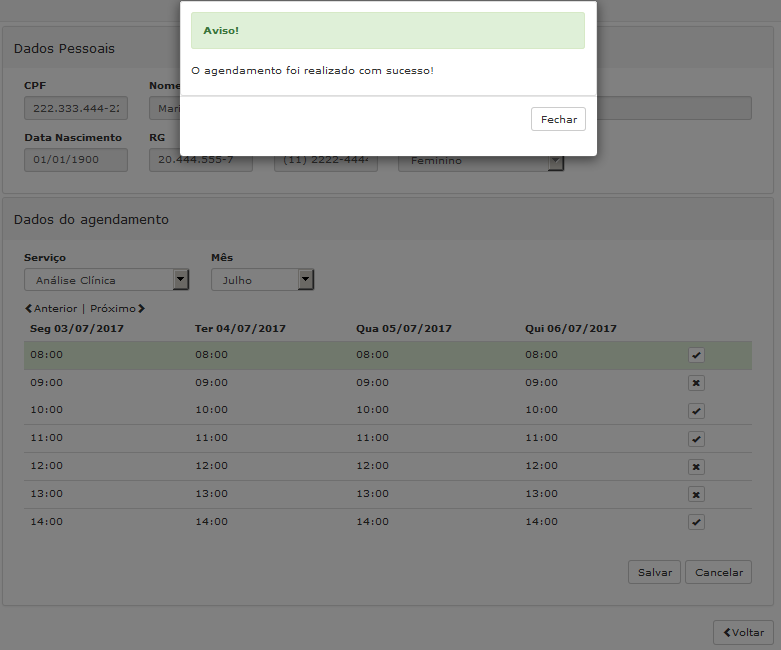 Aviso!
O agendamento foi realizado com sucesso!
Fechar
Dados Pessoais
CPF Nome
222.333.444-22 Mari
Data Nascimento RG
01/01/1900 20.444.555-7 (11) 2222-4444 Feminino
Dados do agendamento
Serviço Mês
Análise Clínica Julho
Anterior | Próximo
Seg 03/07/2017 Ter 04/07/2017 Qua 05/07/2017 Qui 06/07/2017
08:00 08:00 08:00 08:00
09:00 09:00 09:00 09:00
10:00 10:00 10:00 10:00
11:00 11:00 11:00 11:00
12:00 12:00 12:00 12:00
13:00 13:00 13:00 13:00
14:00 14:00 14:00 14:00
Salvar Cancelar
Voltar